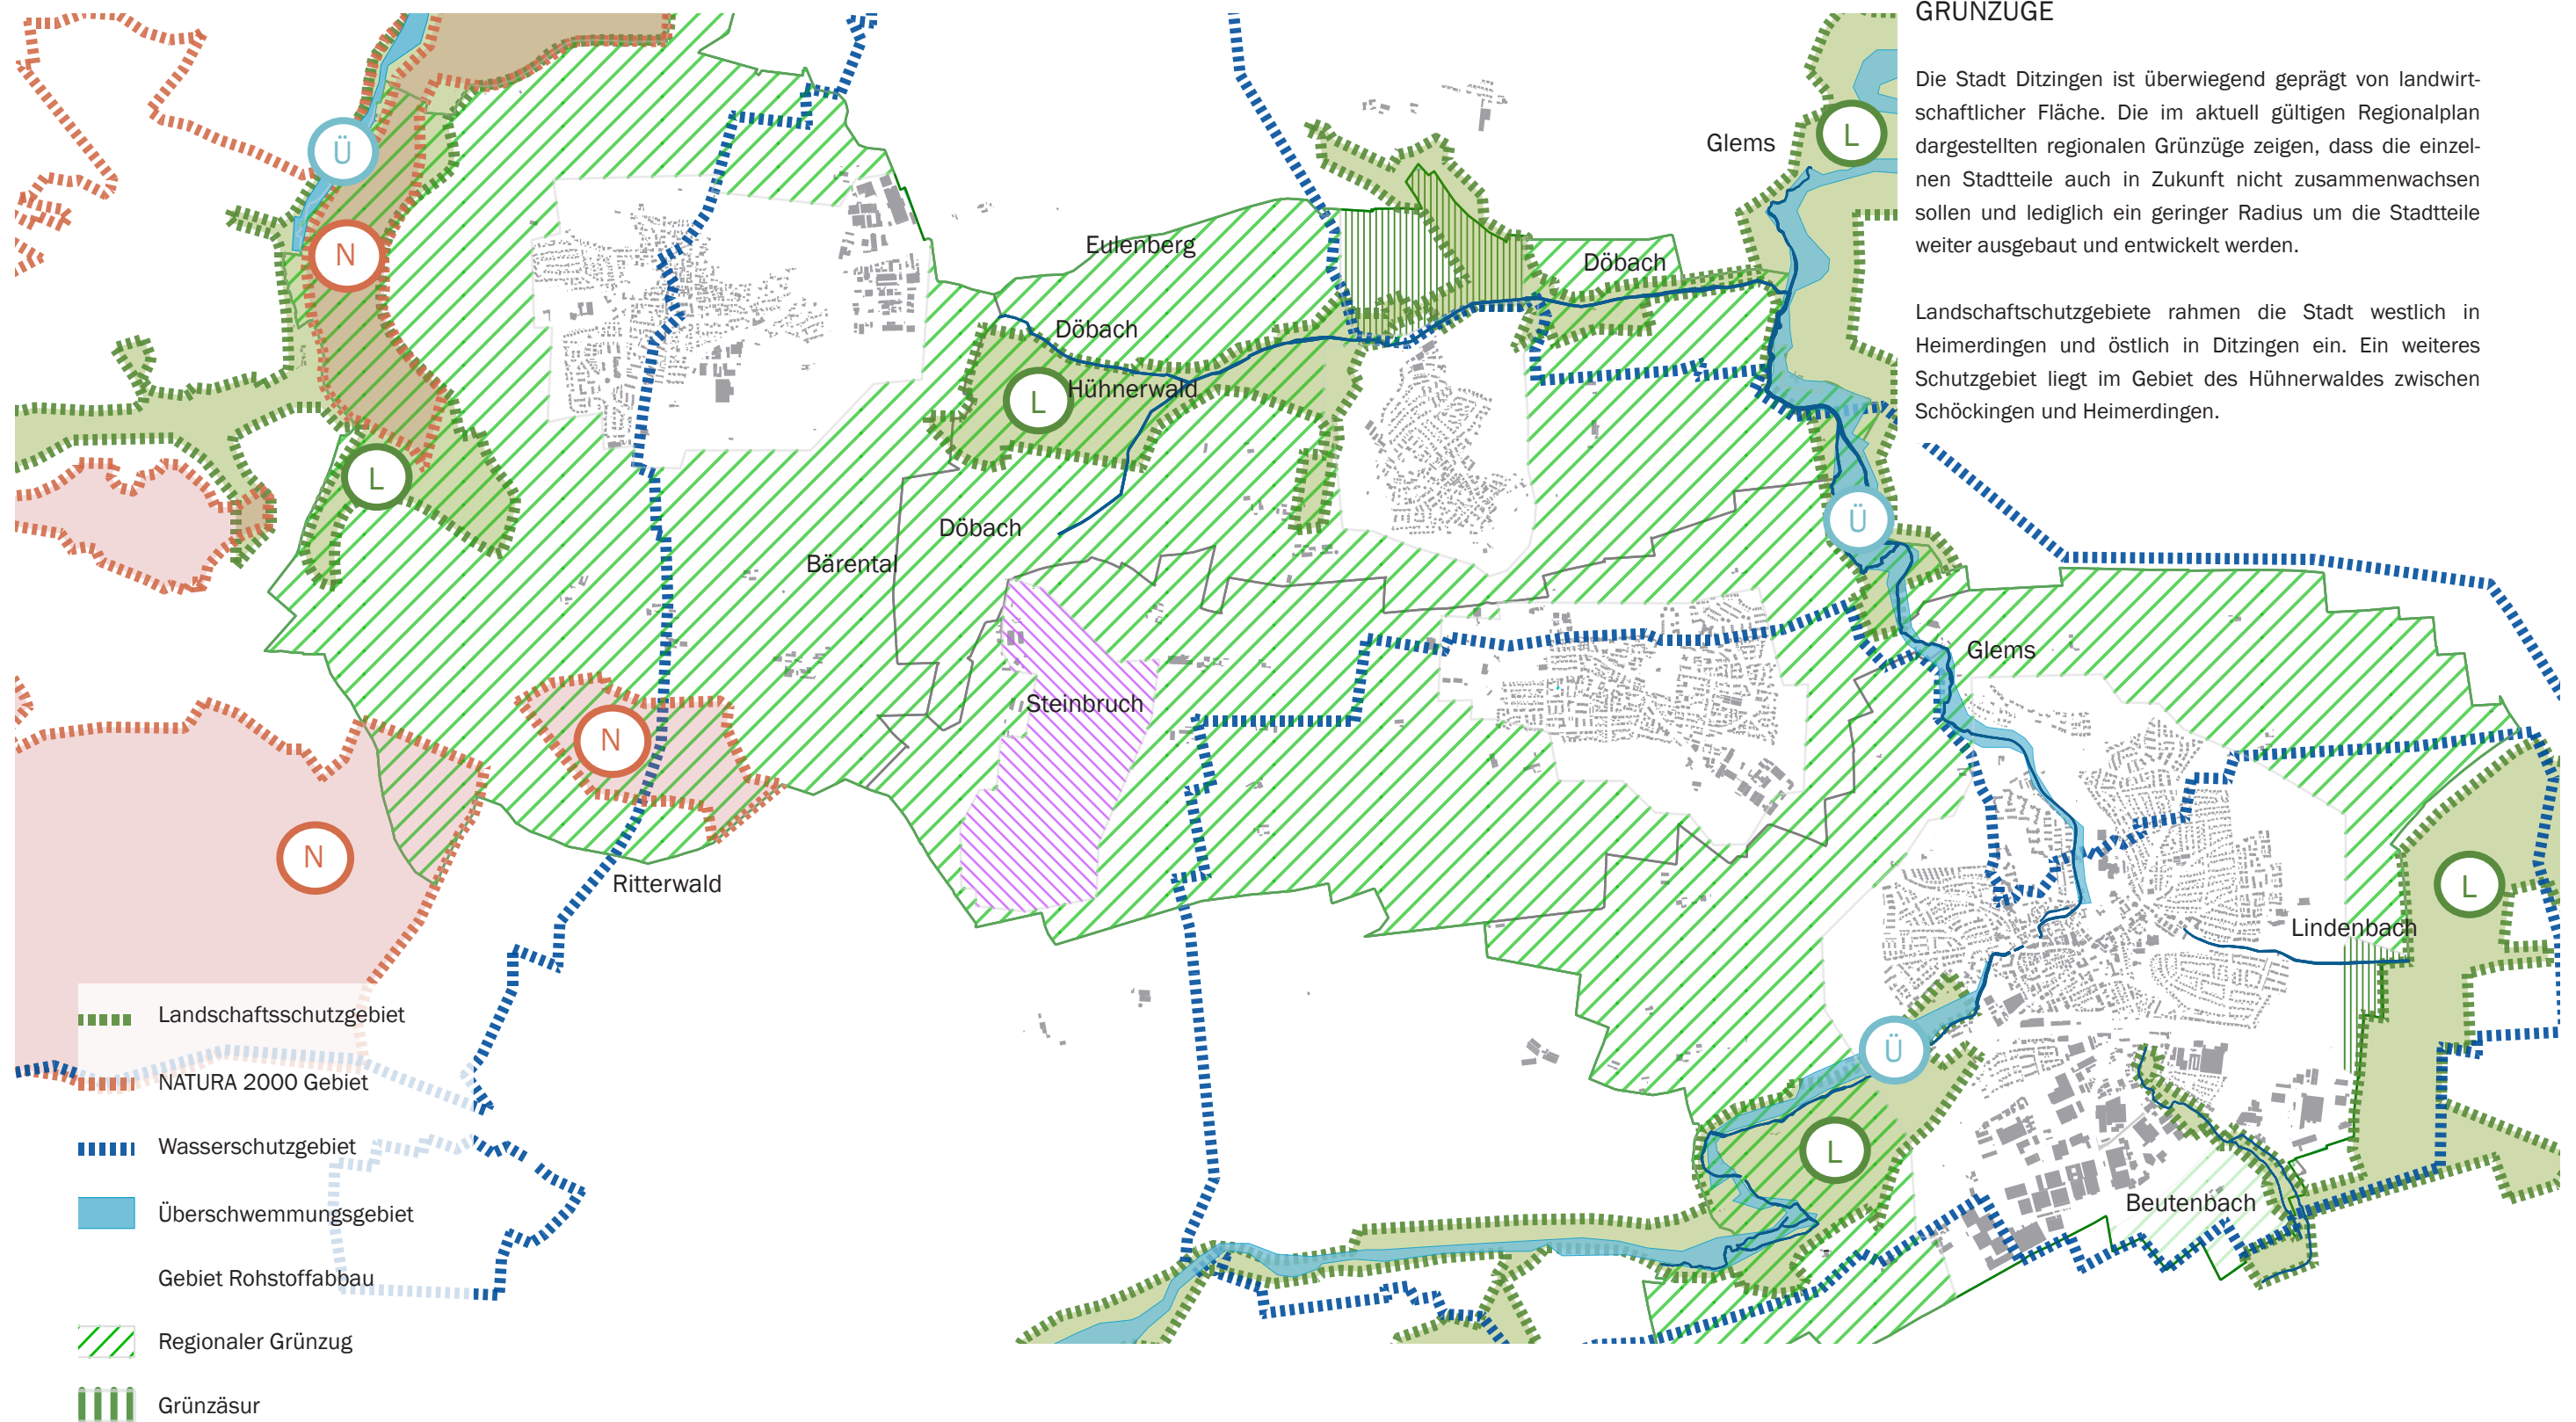 GRÜNZÜGE
Die Stadt Ditzingen ist überwiegend geprägt von landwirt-
schaftlicher Fläche. Die im aktuell gültigen Regionalplan
dargestellten regionalen Grünzüge zeigen, dass die einzel-
nen Stadtteile auch in Zukunft nicht zusammenwachsen
sollen und lediglich ein geringer Radius um die Stadtteile
weiter ausgebaut und entwickelt werden.
Landschaftschutzgebiete rahmen die Stadt westlich in
Heimerdingen und östlich in Ditzingen ein. Ein weiteres
Schutzgebiet liegt im Gebiet des Hühnerwaldes zwischen
Schöckingen und Heimerdingen.
L
Glems
Ü
N
Eulenberg
Döbach
Döbach
L
Hühnerwald
L
Ü
Döbach
Bärental
Glems
Steinbruch
N
N
Ritterwald
L
Lindenbach
Ü
L
Beutenbach
Landschaftsschutzgebiet
NATURA 2000 Gebiet
Wasserschutzgebiet
Überschwemmungsgebiet
Gebiet Rohstoffabbau
Regionaler Grünzug
Grünzäsur